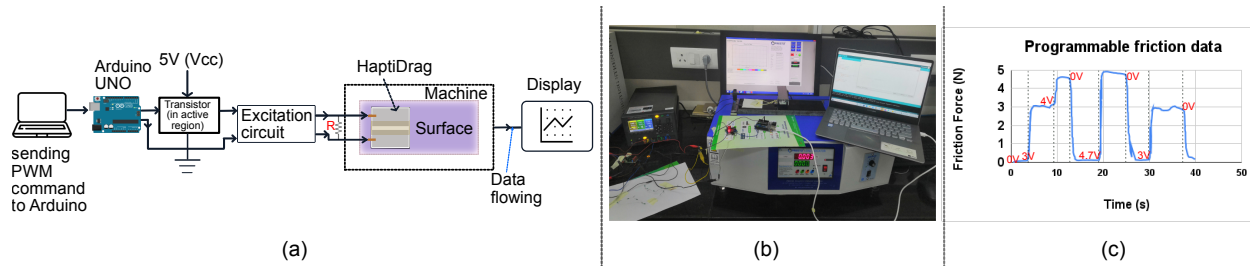 5V (Vcc)
Arduino
UNO
Transistor
(in active
region)
Excitation
circuit
R
HaptiDrag
Machine
Surface
Display
sending
PWM
command
to Arduino
Data
flowing
(a)
(b)
Programmable friction data
Friction Force (N)
5
4
3
2
1
0
0V
3V
4V
0V
4.7V
0V
3V
0V
0
10
20
30
40
50
Time (s)
(c)